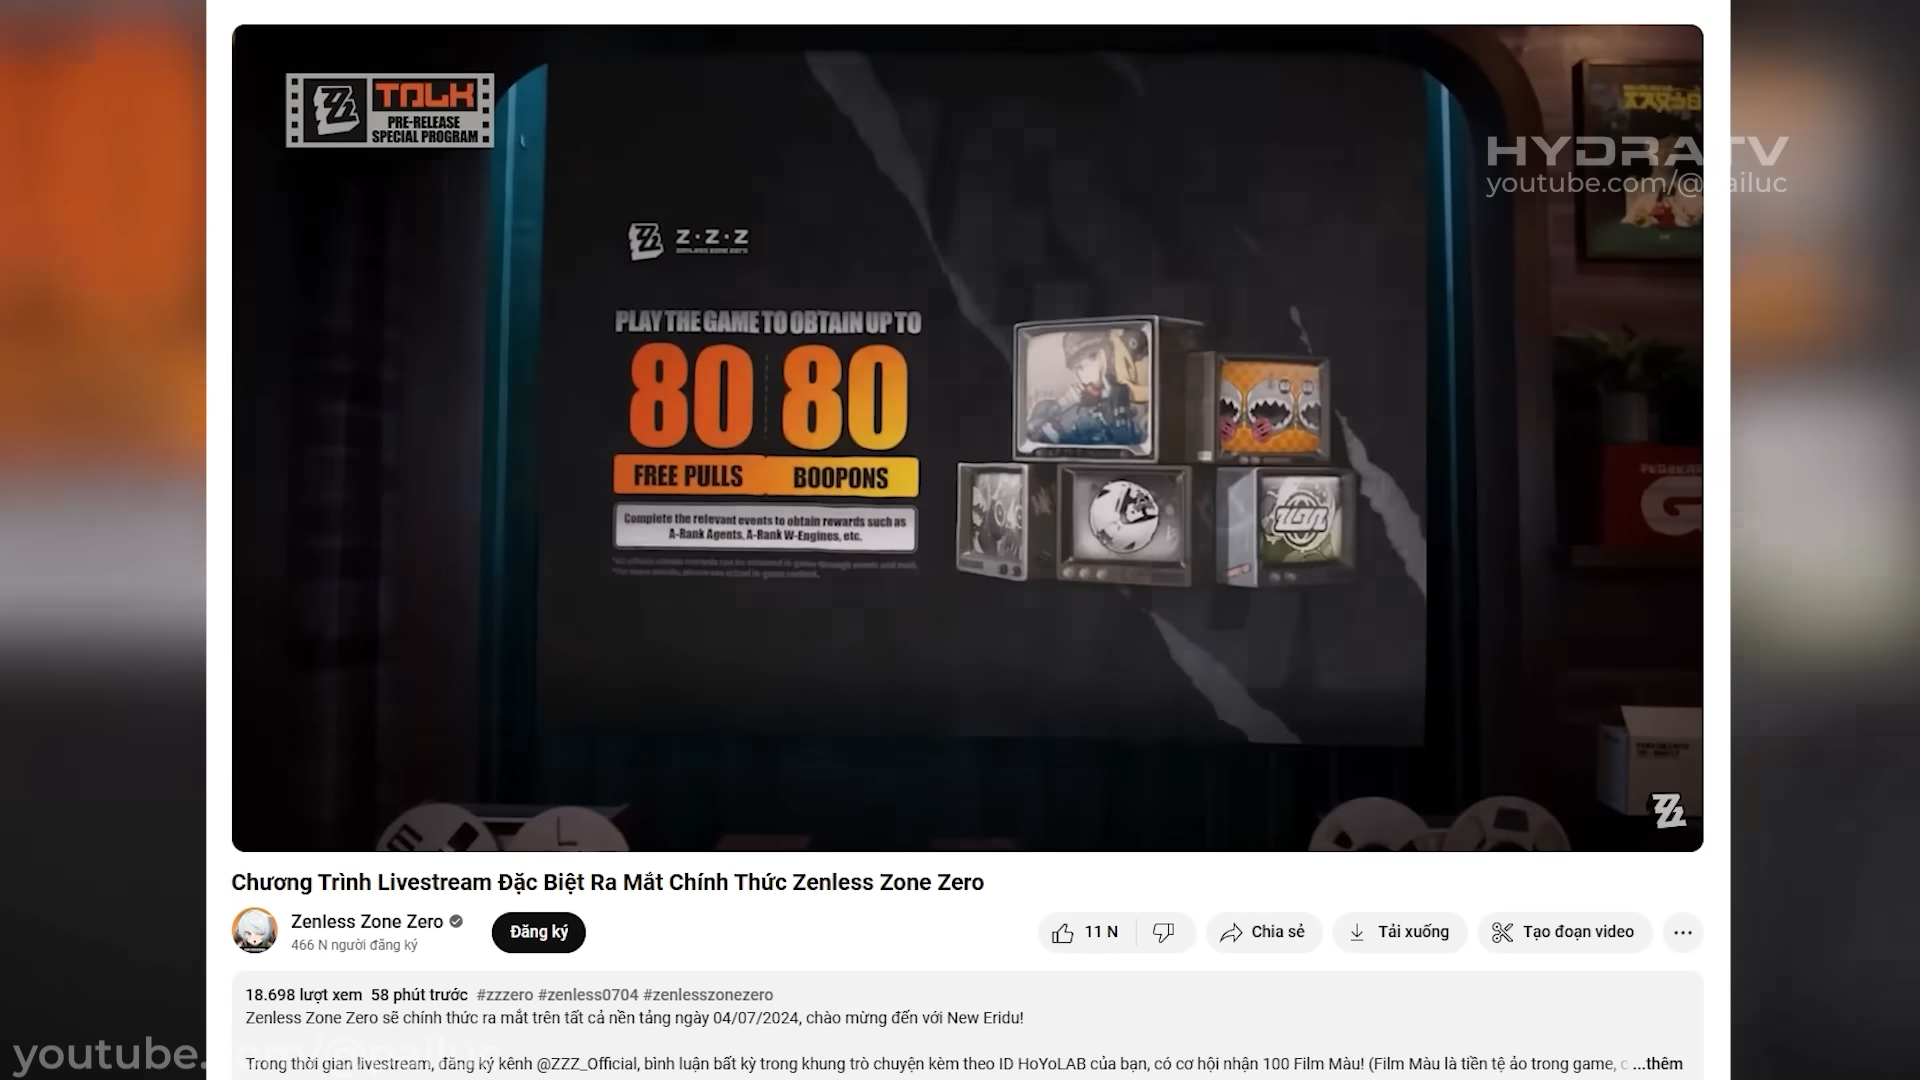 TALK
PRE-RELEASE
SPECIAL PROGRAM
HYDRATV
youtube.com/@
Z·Z·Z
ZENLESS ZONE ZERO
PLAY THE GAME TO OBTAIN UP TO
80 80
FREE PULLS BOOPONS
Complete the relevant events to obtain rewards such as
A-Rank Agents, A-Rank W-Engines, etc.
Chương Trình Livestream Đặc Biệt Ra Mắt Chính Thức Zenless Zone Zero
Zenless Zone Zero
466 N người đăng ký
Đăng ký
11 N
Chia sẻ
Tải xuống
Tạo đoạn video
18.698 lượt xem 58 phút trước #zzzero #zenless0704 #zenlesszonezero
Zenless Zone Zero sẽ chính thức ra mắt trên tất cả nền tảng ngày 04/07/2024, chào mừng đến với New Eridu!
Trong thời gian livestream, đăng ký kênh @ZZZ_Official, bình luận bất kỳ trong khung trò chuyện kèm theo ID HoYoLAB của bạn, có cơ hội nhận 100 Film Màu! (Film Màu là tiền tệ ảo trong game, ...thêm
youtube.